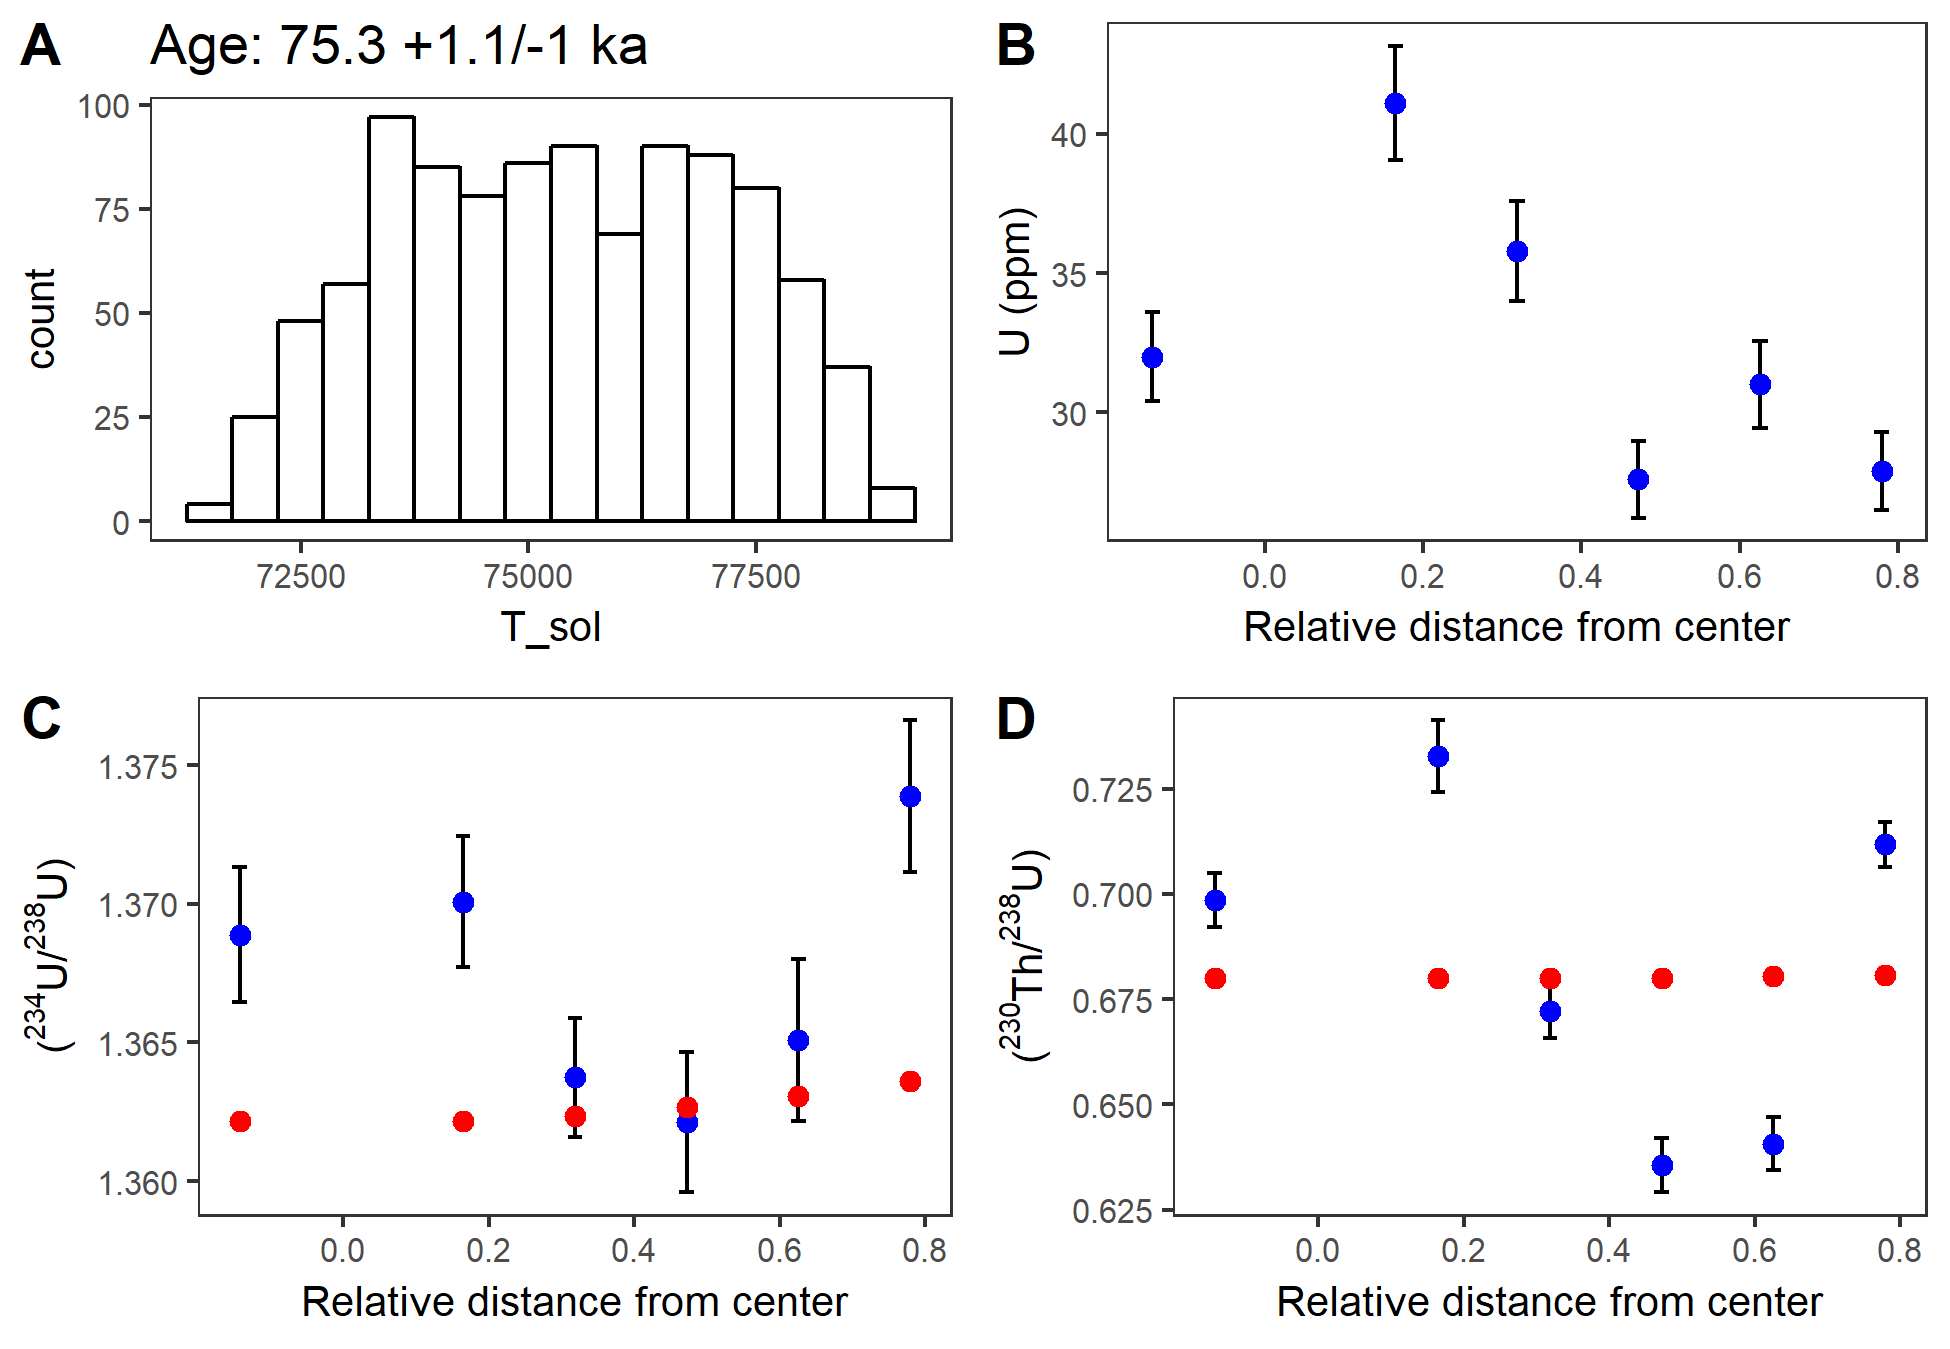 A
Age: 75.3 +1.1/-1 ka
100
75
50
25
0
count
72500 75000 77500
T_sol
B
40
35
30
U (ppm)
0.0 0.2 0.4 0.6 0.8
Relative distance from center
C
1.375
1.370
1.365
1.360
(²³⁴U/²³⁸U)
0.0 0.2 0.4 0.6 0.8
Relative distance from center
D
0.725
0.700
0.675
0.650
0.625
(²³⁰Th/²³⁸U)
0.0 0.2 0.4 0.6 0.8
Relative distance from center